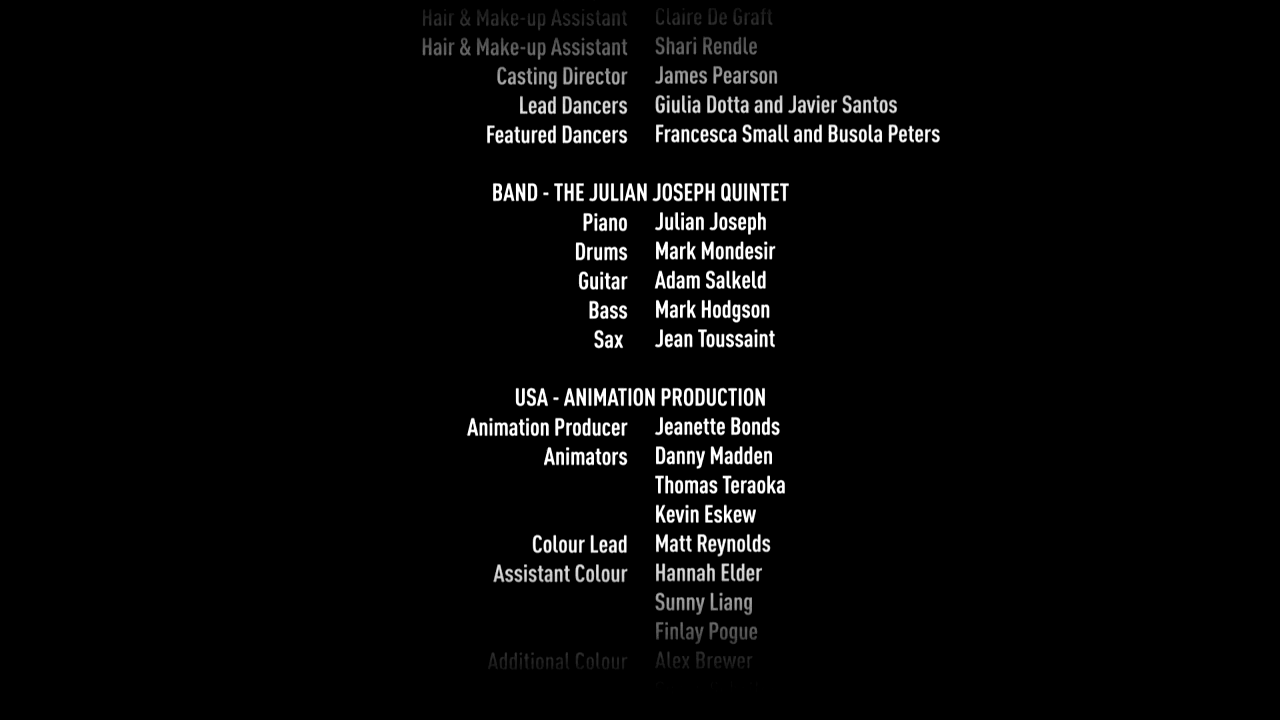 Hair & Make-up Assistant Claire De Graft
Hair & Make-up Assistant Shari Rendle
Casting Director James Pearson
Lead Dancers Giulia Dotta and Javier Santos
Featured Dancers Francesca Small and Busola Peters
BAND - THE JULIAN JOSEPH QUINTET
Piano Julian Joseph
Drums Mark Mondesir
Guitar Adam Salkeld
Bass Mark Hodgson
Sax Jean Toussaint
USA - ANIMATION PRODUCTION
Animation Producer Jeanette Bonds
Animators Danny Madden
Thomas Teraoka
Kevin Eskew
Colour Lead Matt Reynolds
Assistant Colour Hannah Elder
Sunny Liang
Finlay Pogue
Additional Colour Alex Brewer